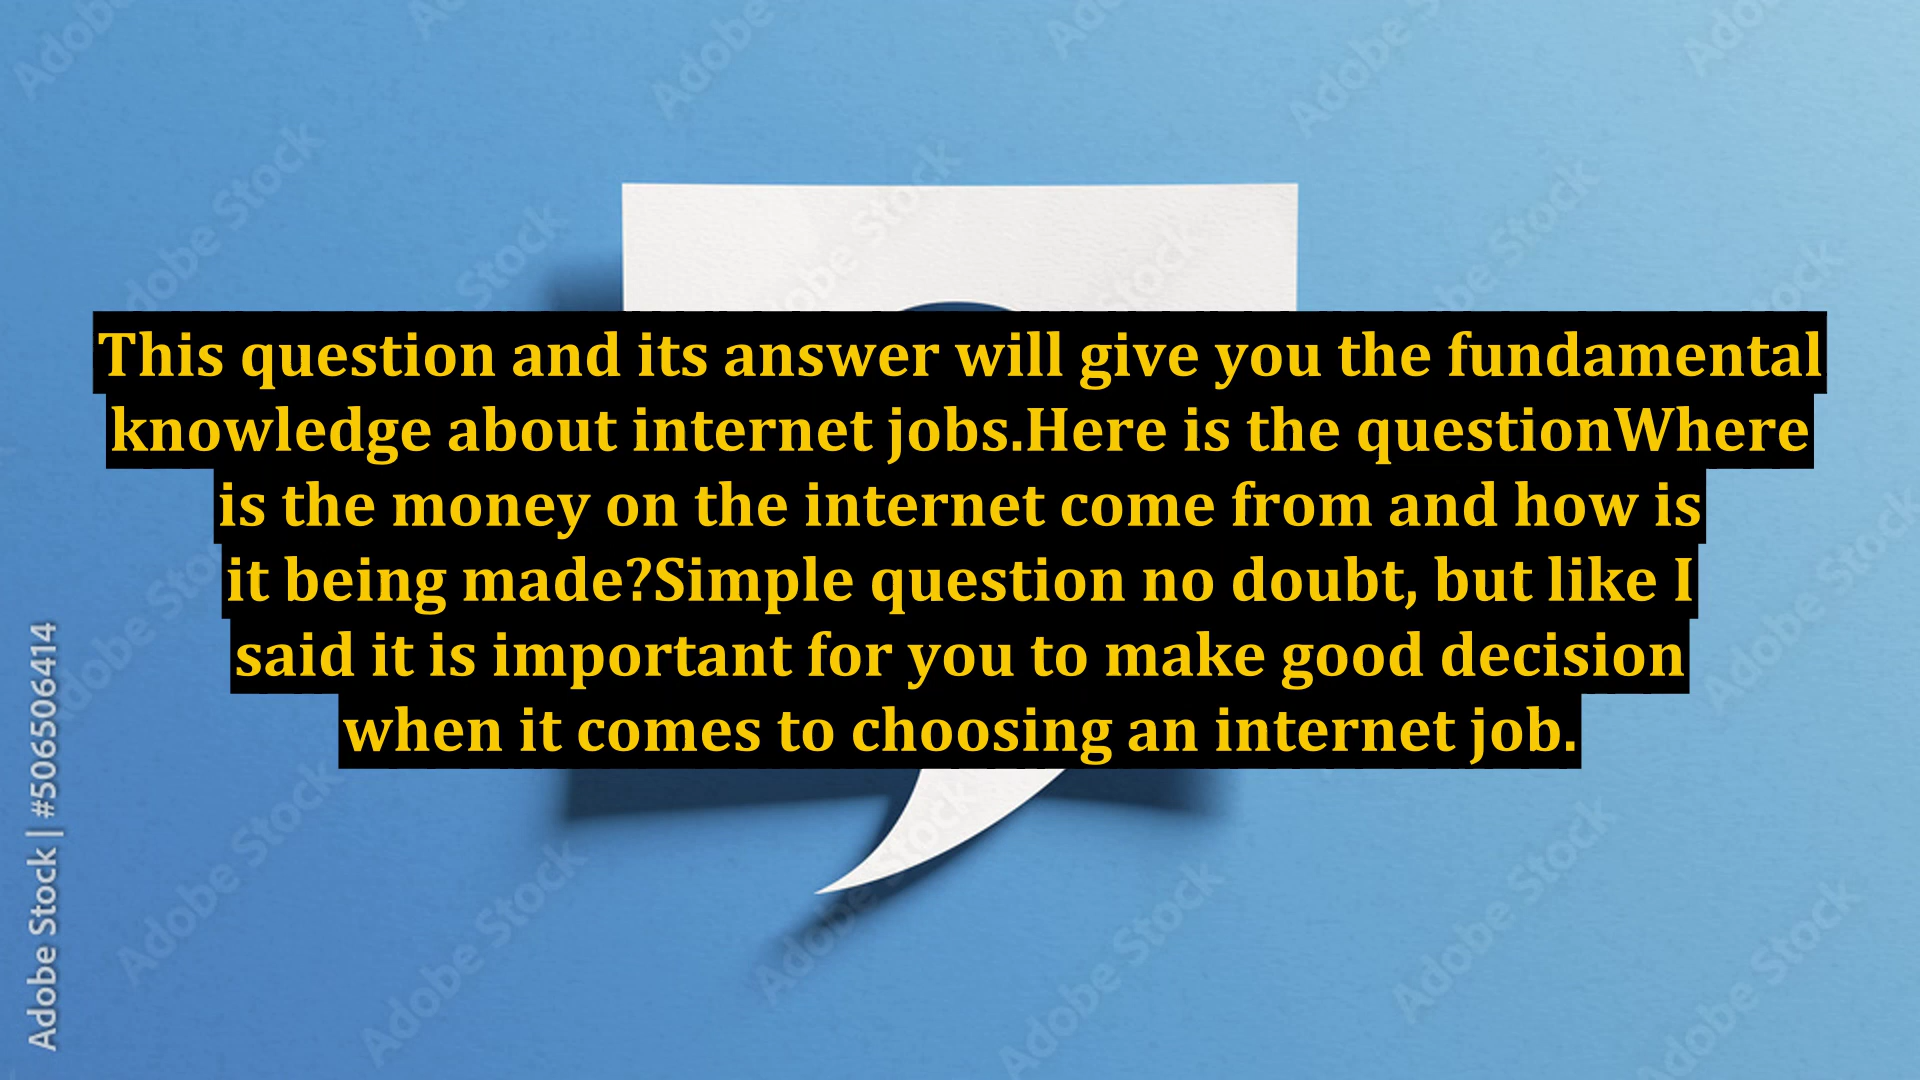 This question and its answer will give you the fundamental
knowledge about internet jobs.Here is the questionWhere
is the money on the internet come from and how is
it being made?Simple question no doubt, but like I
said it is important for you to make good decision
when it comes to choosing an internet job.
Adobe Stock | #506506414